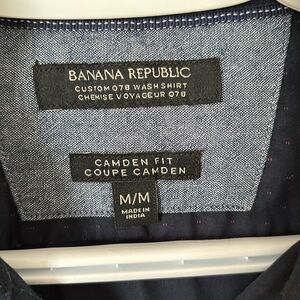 BANANA REPUBLIC
CUSTOM 078 WASH SHIRT
CHEMISE VOYAGEUR 078
CAMDEN FIT
COUPE CAMDEN
M/M
MADE IN
INDIA